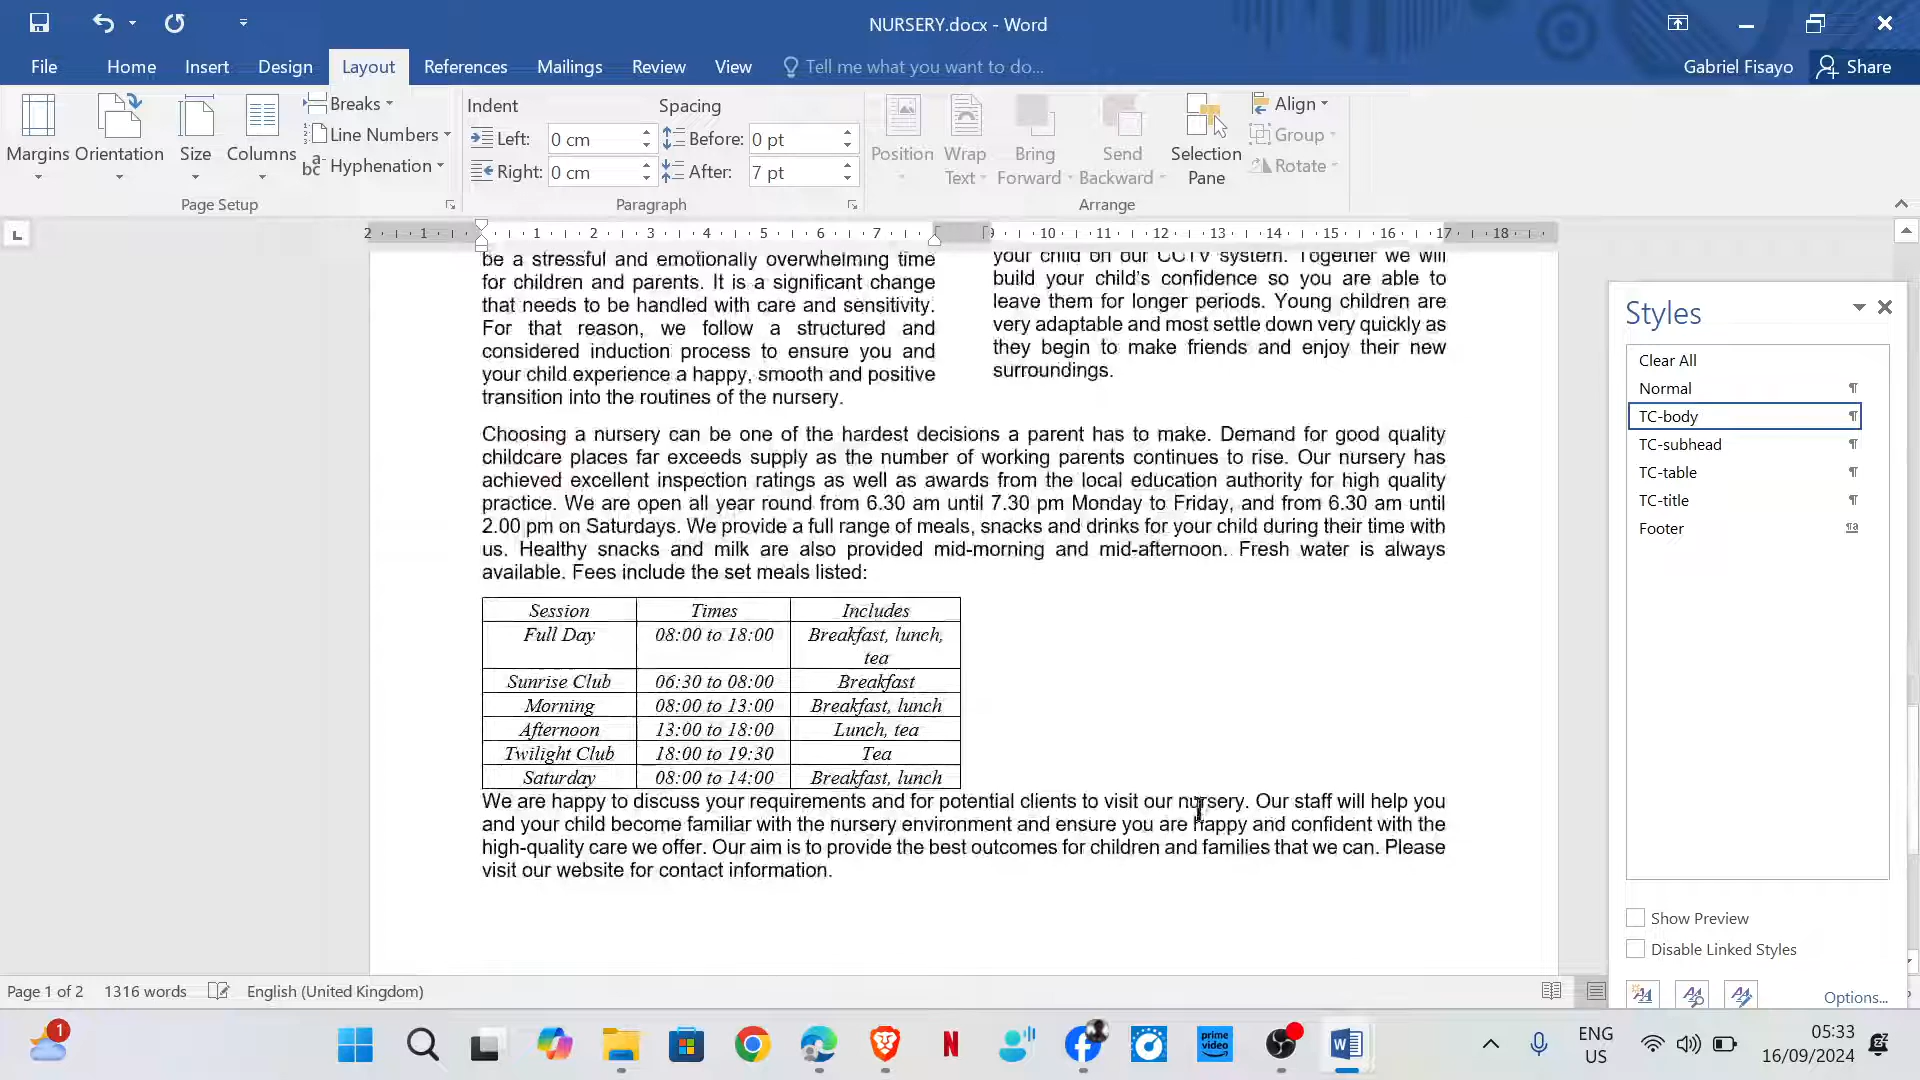 NURSERY.docx - Word
File Home Insert Design Layout References Mailings Review View Tell me what you want to do... Gabriel Fisayo Share
Margins Orientation Size Columns
Breaks
Line Numbers
Hyphenation
Page Setup
Indent Spacing
Left: 0 cm Before: 0 pt
Right: 0 cm After: 7 pt
Paragraph
Position Wrap Text Bring Forward Send Backward Selection Pane
Align
Group
Rotate
Arrange
2 1 1 2 3 4 5 6 7 9 10 11 12 13 14 15 16 17 18
be a stressful and emotionally overwhelming time
for children and parents. It is a significant change
that needs to be handled with care and sensitivity.
For that reason, we follow a structured and
considered induction process to ensure you and
your child experience a happy, smooth and positive
transition into the routines of the nursery.
your child on our CCTV system. Together we will
build your child's confidence so you are able to
leave them for longer periods. Young children are
very adaptable and most settle down very quickly as
they begin to make friends and enjoy their new
surroundings.
Choosing a nursery can be one of the hardest decisions a parent has to make. Demand for good quality
childcare places far exceeds supply as the number of working parents continues to rise. Our nursery has
achieved excellent inspection ratings as well as awards from the local education authority for high quality
practice. We are open all year round from 6.30 am until 7.30 pm Monday to Friday, and from 6.30 am until
2.00 pm on Saturdays. We provide a full range of meals, snacks and drinks for your child during their time with
us. Healthy snacks and milk are also provided mid-morning and mid-afternoon. Fresh water is always
available. Fees include the set meals listed:
Session Times Includes
Full Day 08:00 to 18:00 Breakfast, lunch,
tea
Sunrise Club 06:30 to 08:00 Breakfast
Morning 08:00 to 13:00 Breakfast, lunch
Afternoon 13:00 to 18:00 Lunch, tea
Twilight Club 18:00 to 19:30 Tea
Saturday 08:00 to 14:00 Breakfast, lunch
We are happy to discuss your requirements and for potential clients to visit our nursery. Our staff will help you
and your child become familiar with the nursery environment and ensure you are happy and confident with the
high-quality care we offer. Our aim is to provide the best outcomes for children and families that we can. Please
visit our website for contact information.
Styles
Clear All
Normal
TC-body
TC-subhead
TC-table
TC-title
Footer
Show Preview
Disable Linked Styles
Options...
Page 1 of 2 1316 words English (United Kingdom)
1
ENG
US
05:33
16/09/2024
prime
video